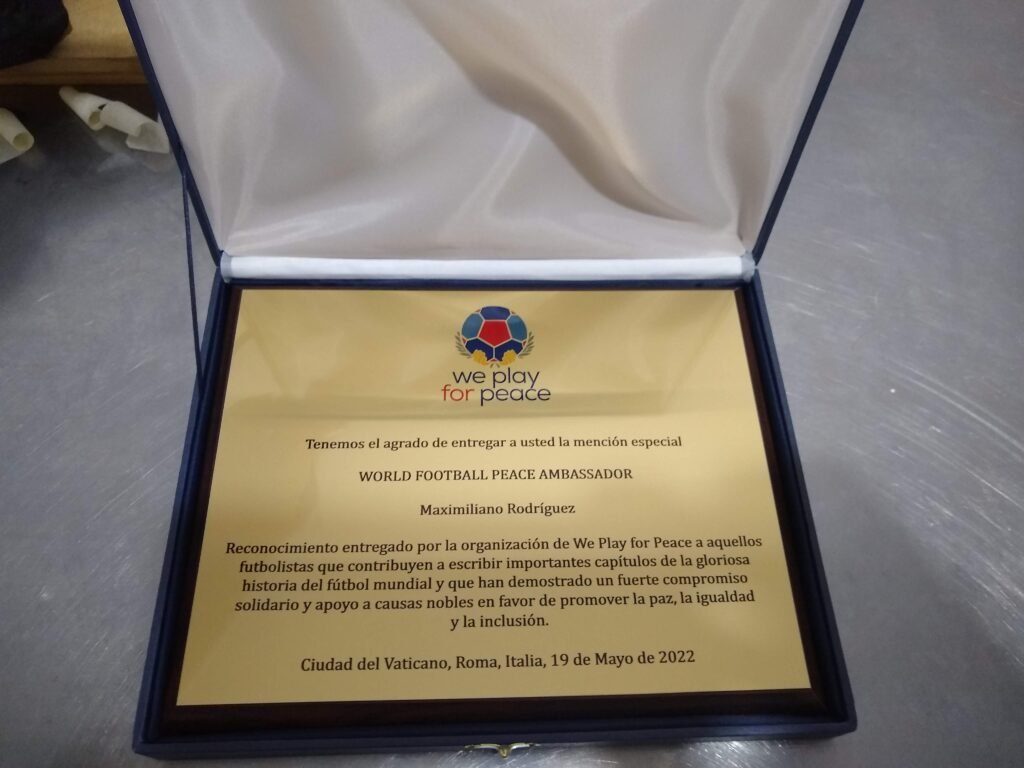 we play
for peace
Tenemos el agrado de entregar a usted la mención especial
WORLD FOOTBALL PEACE AMBASSADOR
Maximiliano Rodríguez
Reconocimiento entregado por la organización de We Play for Peace a aquellos
futbolistas que contribuyen a escribir importantes capítulos de la gloriosa
historia del fútbol mundial y que han demostrado un fuerte compromiso
solidario y apoyo a causas nobles en favor de promover la paz, la igualdad
y la inclusión.
Ciudad del Vaticano, Roma, Italia, 19 de Mayo de 2022